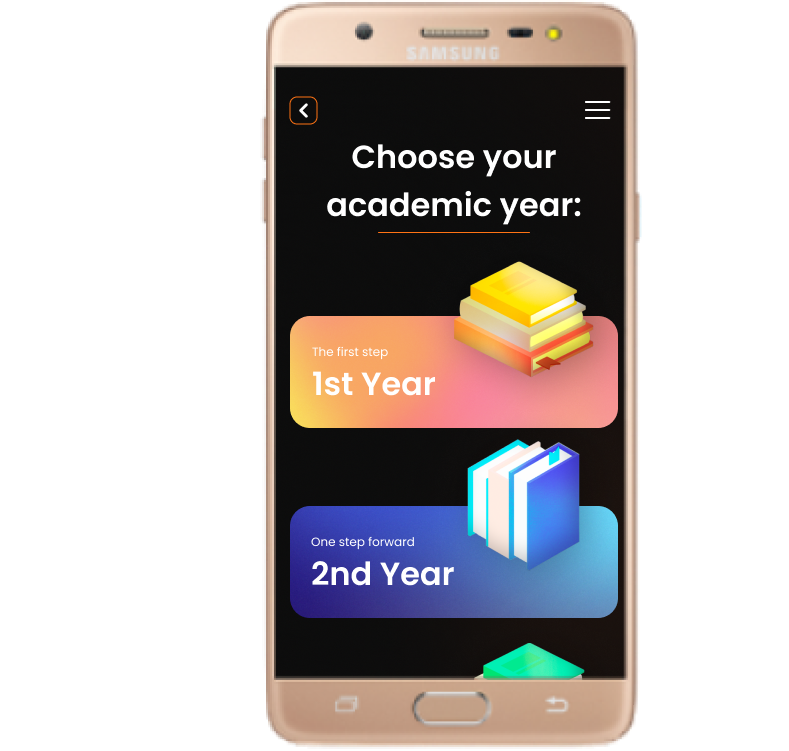 SAMSUNG
Choose your
academic year:
The first step
1st Year
One step forward
2nd Year